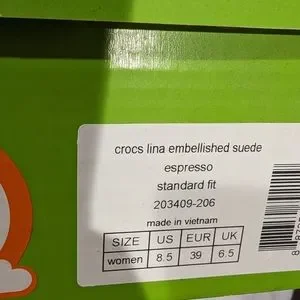 crocs lina embellished suede
espresso
standard fit
203409-206
made in vietnam
SIZE US EUR UK
women 8.5 39 6.5